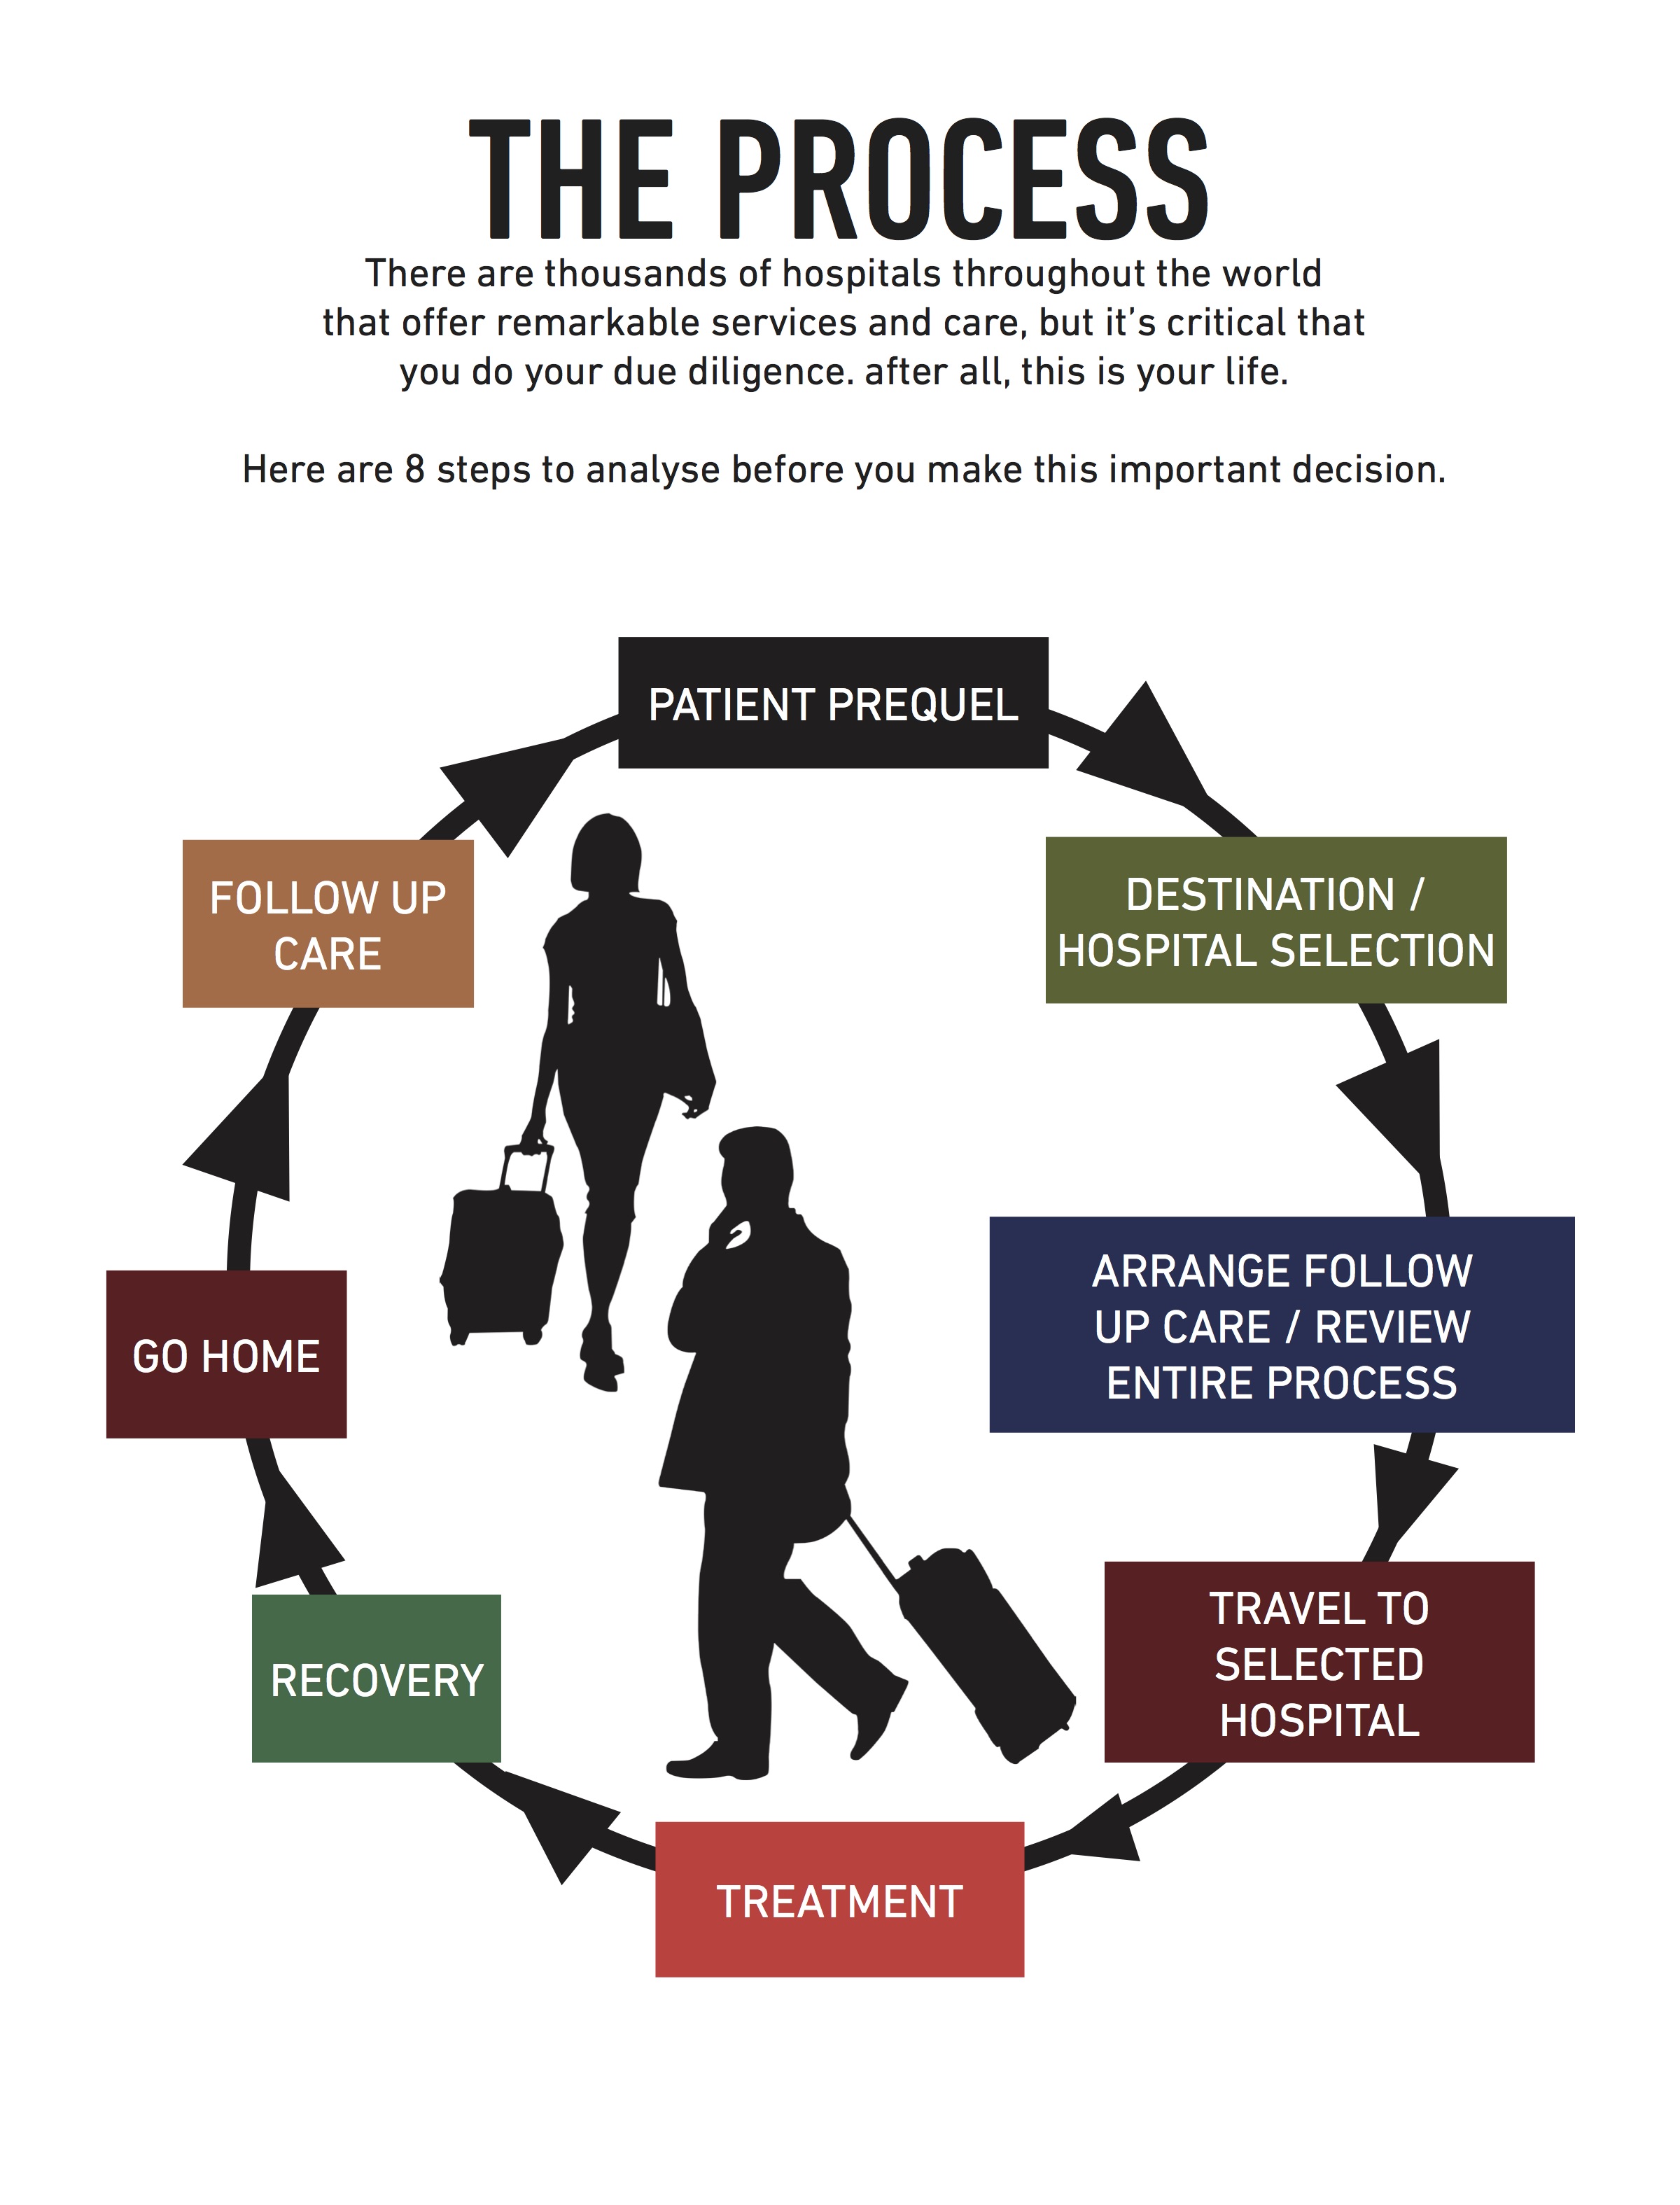 THE PROCESS
There are thousands of hospitals throughout the world
that offer remarkable services and care, but it’s critical that
you do your due diligence. after all, this is your life.
Here are 8 steps to analyse before you make this important decision.
PATIENT PREQUEL
DESTINATION /
HOSPITAL SELECTION
ARRANGE FOLLOW
UP CARE / REVIEW
ENTIRE PROCESS
TRAVEL TO
SELECTED
HOSPITAL
TREATMENT
RECOVERY
GO HOME
FOLLOW UP
CARE